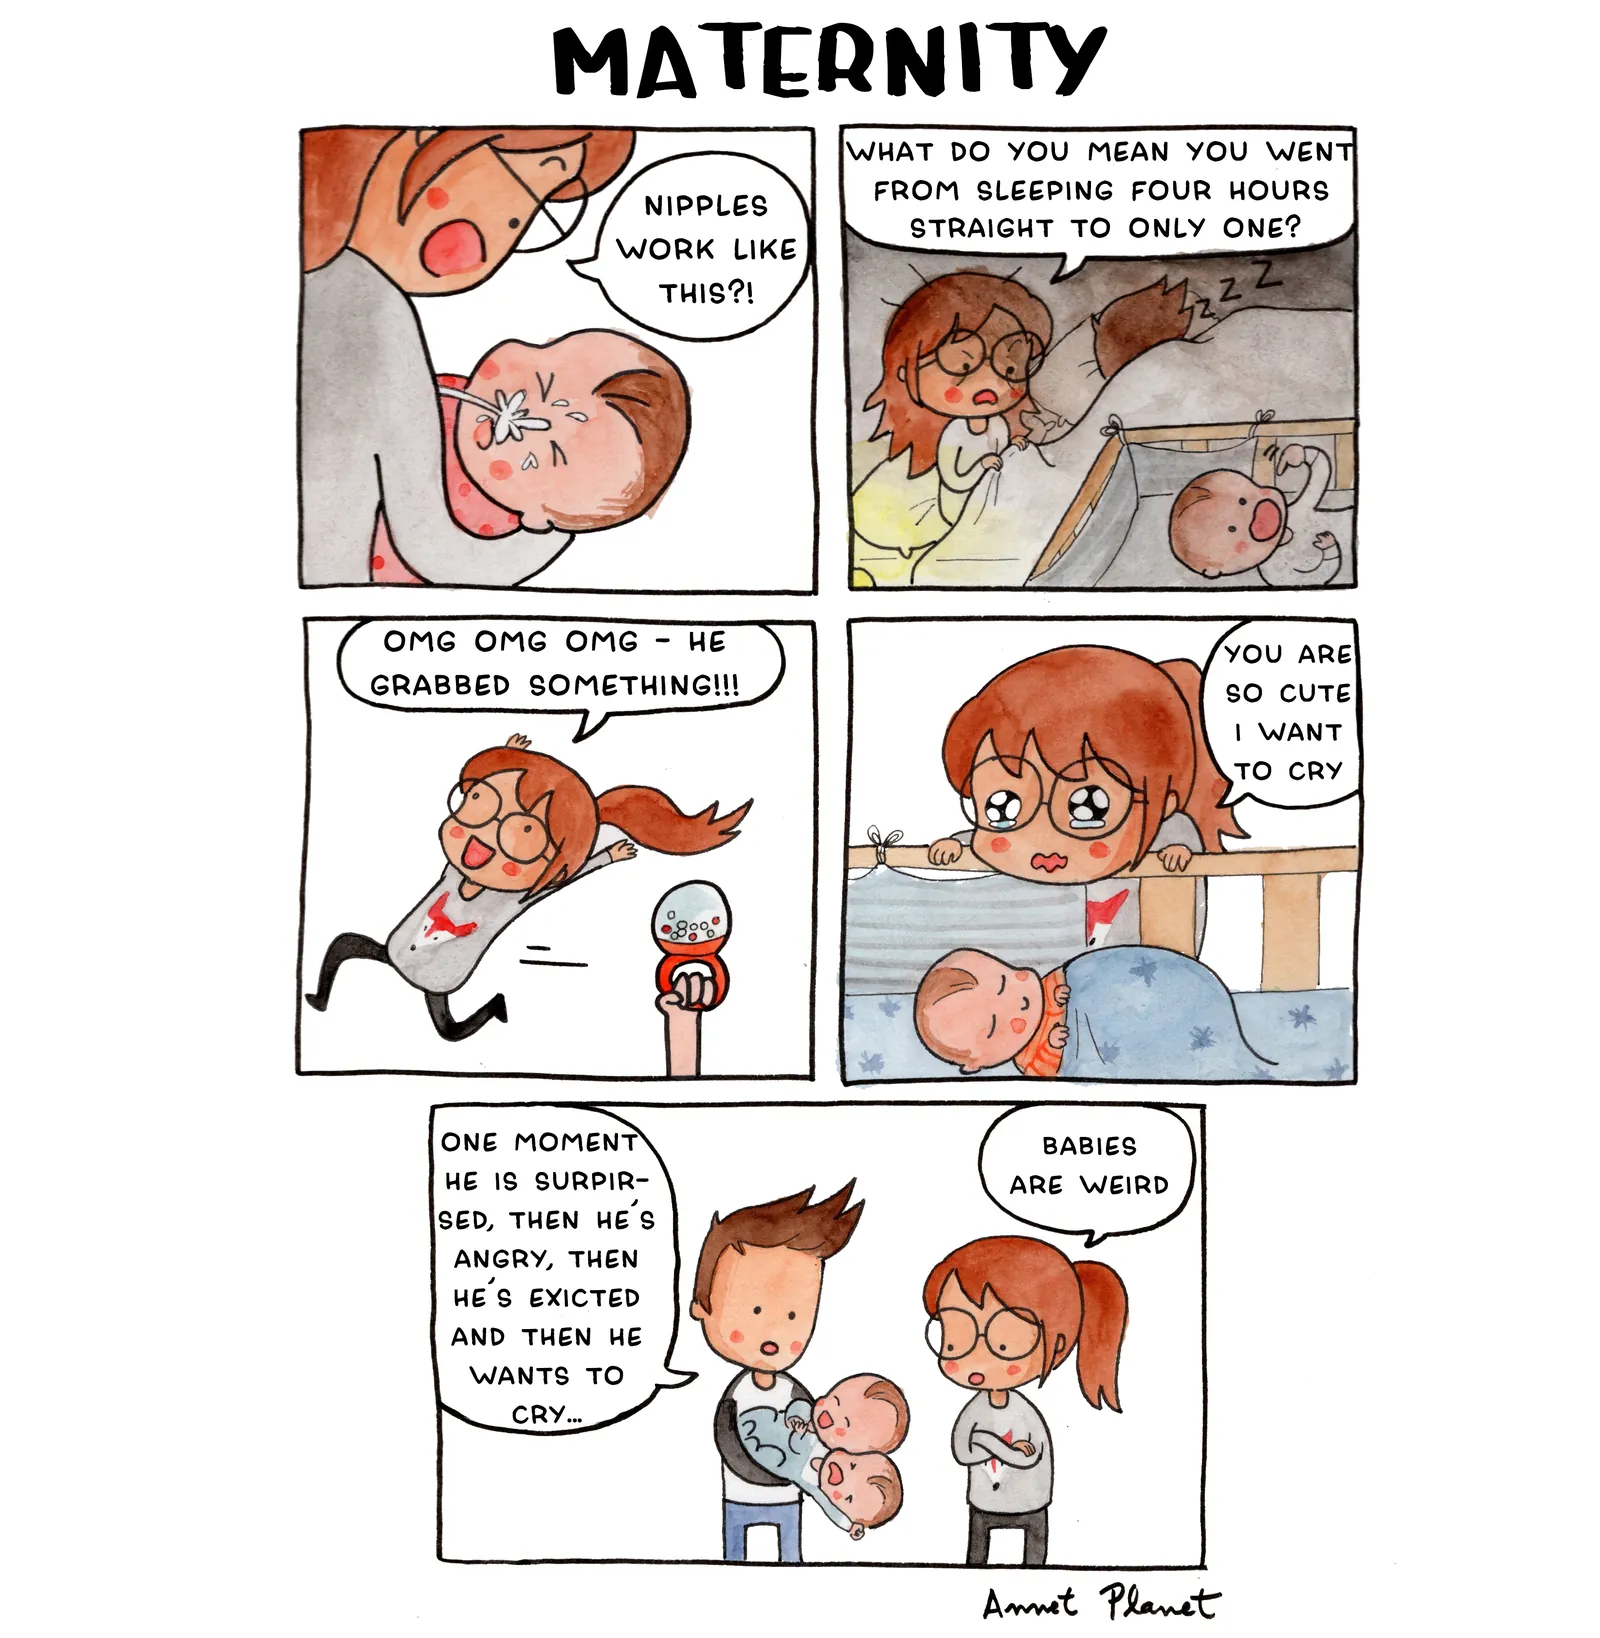 MATERNITY
NIPPLES
WORK LIKE
THIS?!
WHAT DO YOU MEAN YOU WENT
FROM SLEEPING FOUR HOURS
STRAIGHT TO ONLY ONE?
ZZZZ
OMG OMG OMG - HE
GRABBED SOMETHING!!!
YOU ARE
SO CUTE
I WANT
TO CRY
ONE MOMENT
HE IS SURPIR-
SED, THEN HE'S
ANGRY, THEN
HE'S EXICTED
AND THEN HE
WANTS TO
CRY...
BABIES
ARE WEIRD
Annet Planet